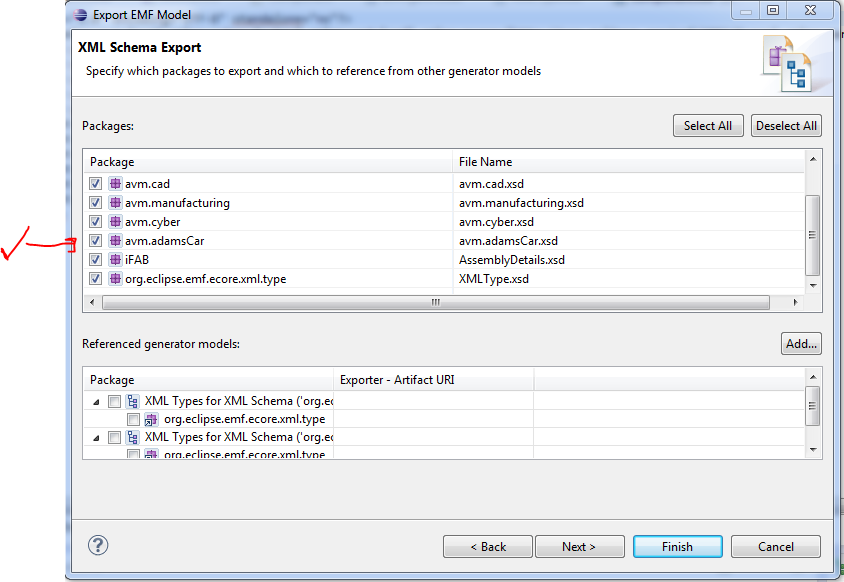 Export EMF Model
XML Schema Export
Specify which packages to export and which to reference from other generator models
Packages:
Select All
Deselect All
Package File Name
avm.cad avm.cad.xsd
avm.manufacturing avm.manufacturing.xsd
avm.cyber avm.cyber.xsd
avm.adamsCar avm.adamsCar.xsd
iFAB AssemblyDetails.xsd
org.eclipse.emf.ecore.xml.type XMLType.xsd
Referenced generator models:
Add...
Package Exporter - Artifact URI
XML Types for XML Schema ('org.ec
org.eclipse.emf.ecore.xml.type
XML Types for XML Schema ('org.ec
org.eclipse.emf.ecore.xml.type
< Back
Next >
Finish
Cancel